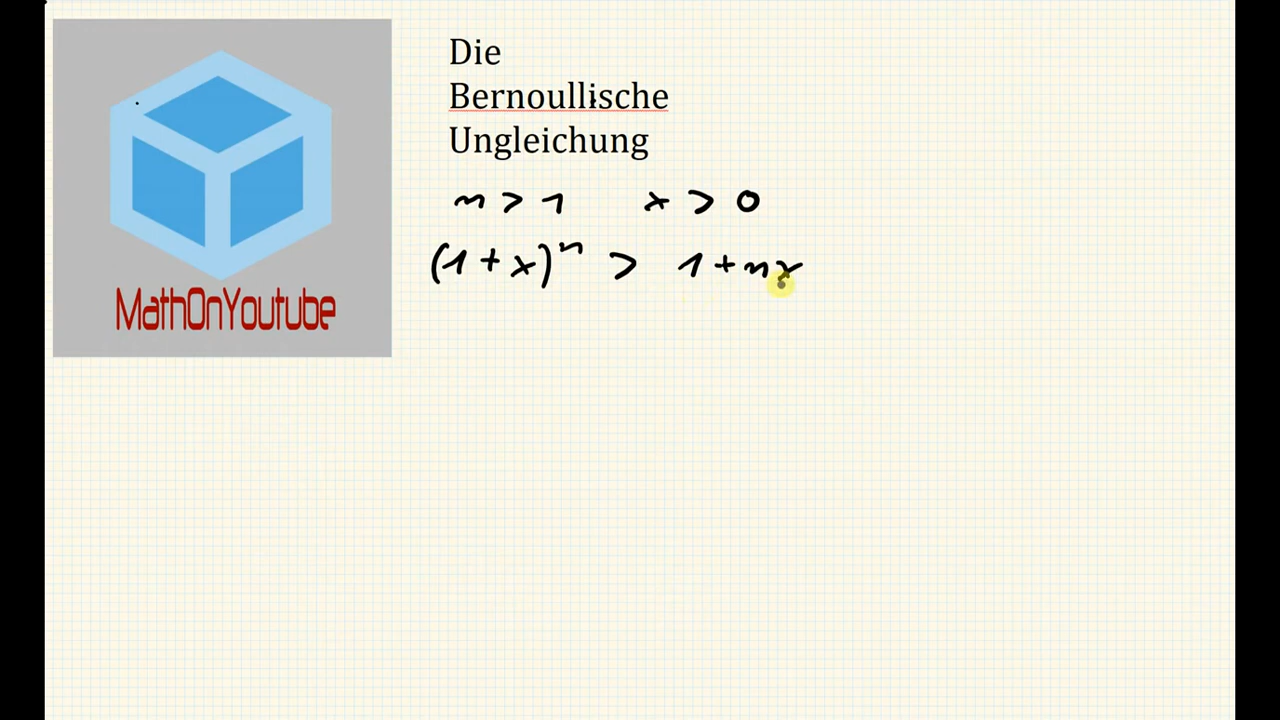 Die
Bernoullische
Ungleichung
n > 1 x > 0
(1+x)^n > 1+nx
MathOnYoutube